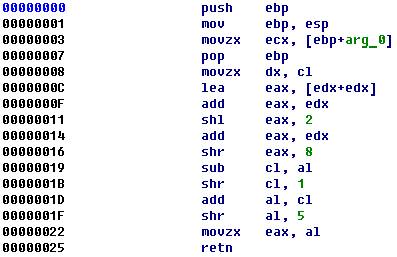 00000000 push ebp
00000001 mov ebp, esp
00000003 movzx ecx, [ebp+arg_0]
00000007 pop ebp
00000008 movzx dx, cl
0000000C lea eax, [edx+edx]
0000000F add eax, edx
00000011 shl eax, 2
00000014 add eax, edx
00000016 shr eax, 8
00000019 sub cl, al
0000001B shr cl, 1
0000001D add al, cl
0000001F shr al, 5
00000022 movzx eax, al
00000025 retn